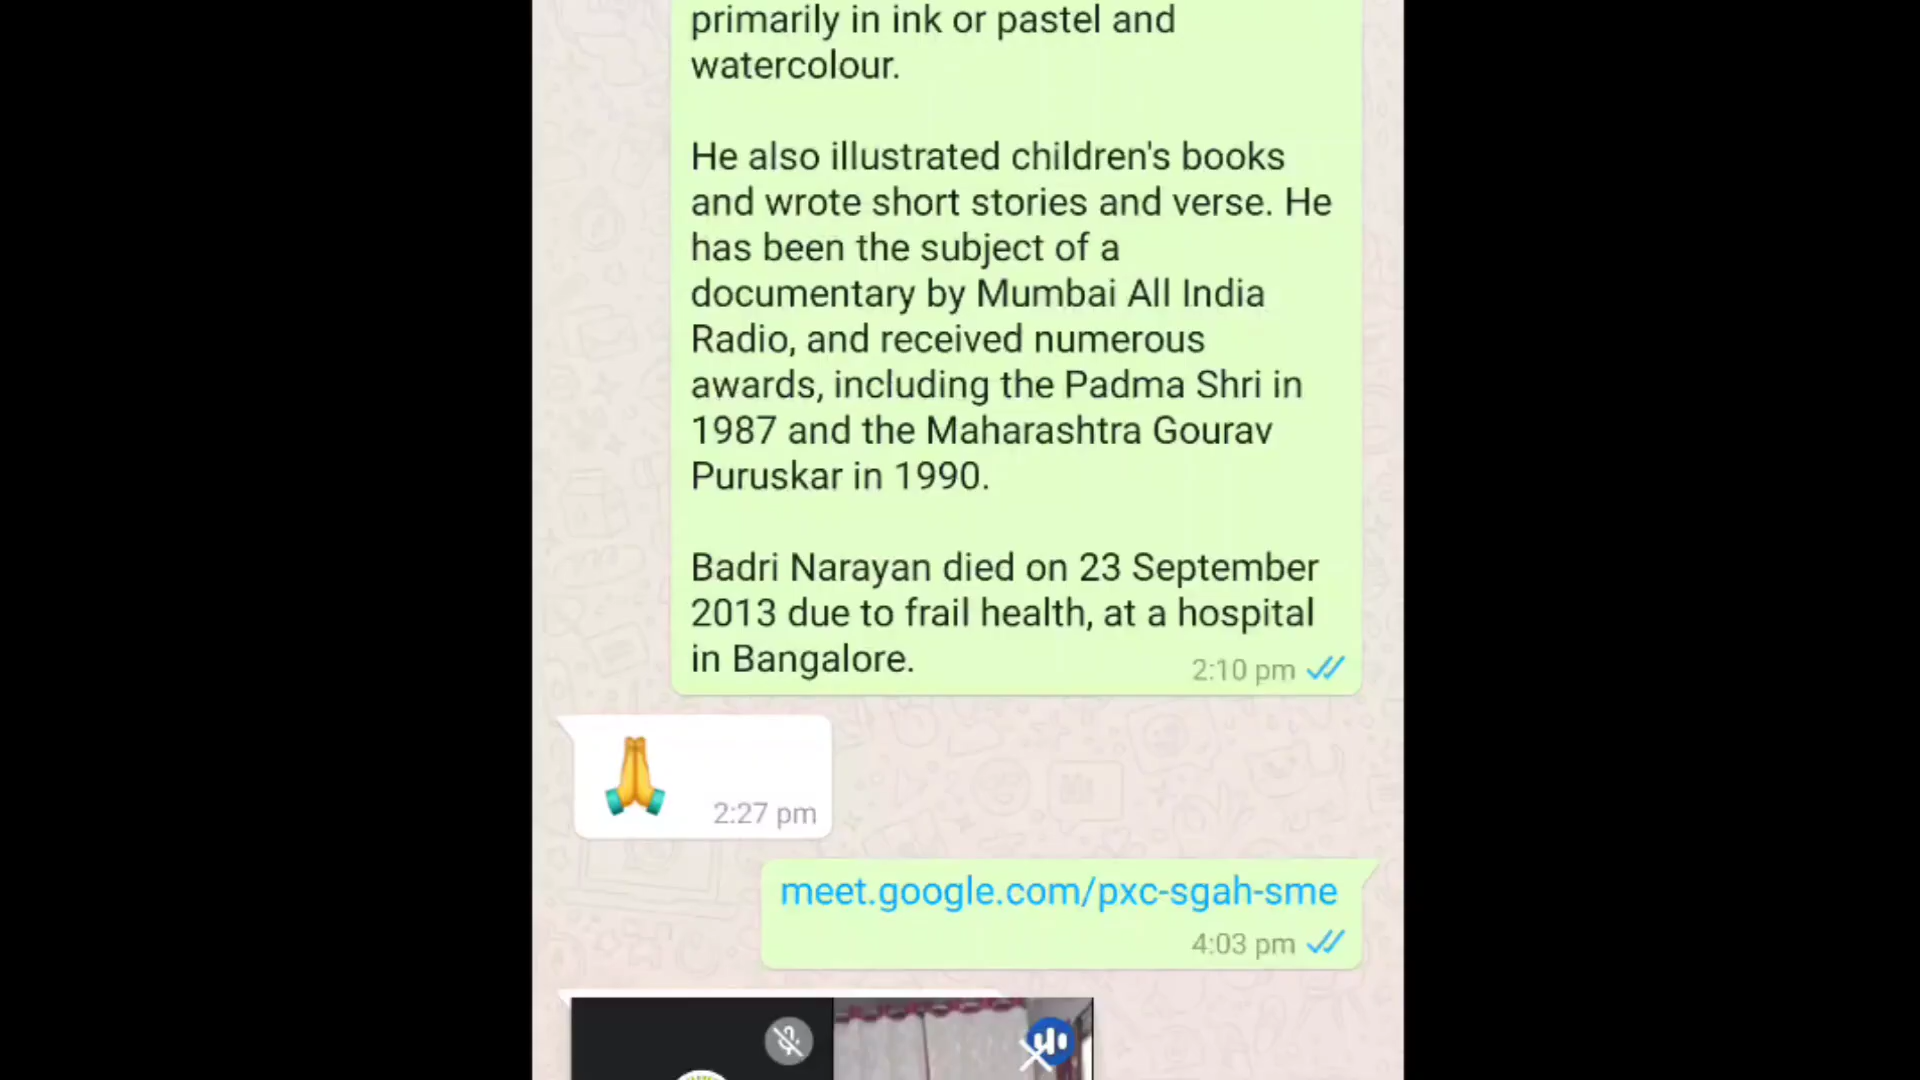 primarily in ink or pastel and
watercolour.
He also illustrated children's books
and wrote short stories and verse. He
has been the subject of a
documentary by Mumbai All India
Radio, and received numerous
awards, including the Padma Shri in
1987 and the Maharashtra Gourav
Puruskar in 1990.
Badri Narayan died on 23 September
2013 due to frail health, at a hospital
in Bangalore.
2:10 pm
2:27 pm
meet.google.com/pxc-sgah-sme
4:03 pm